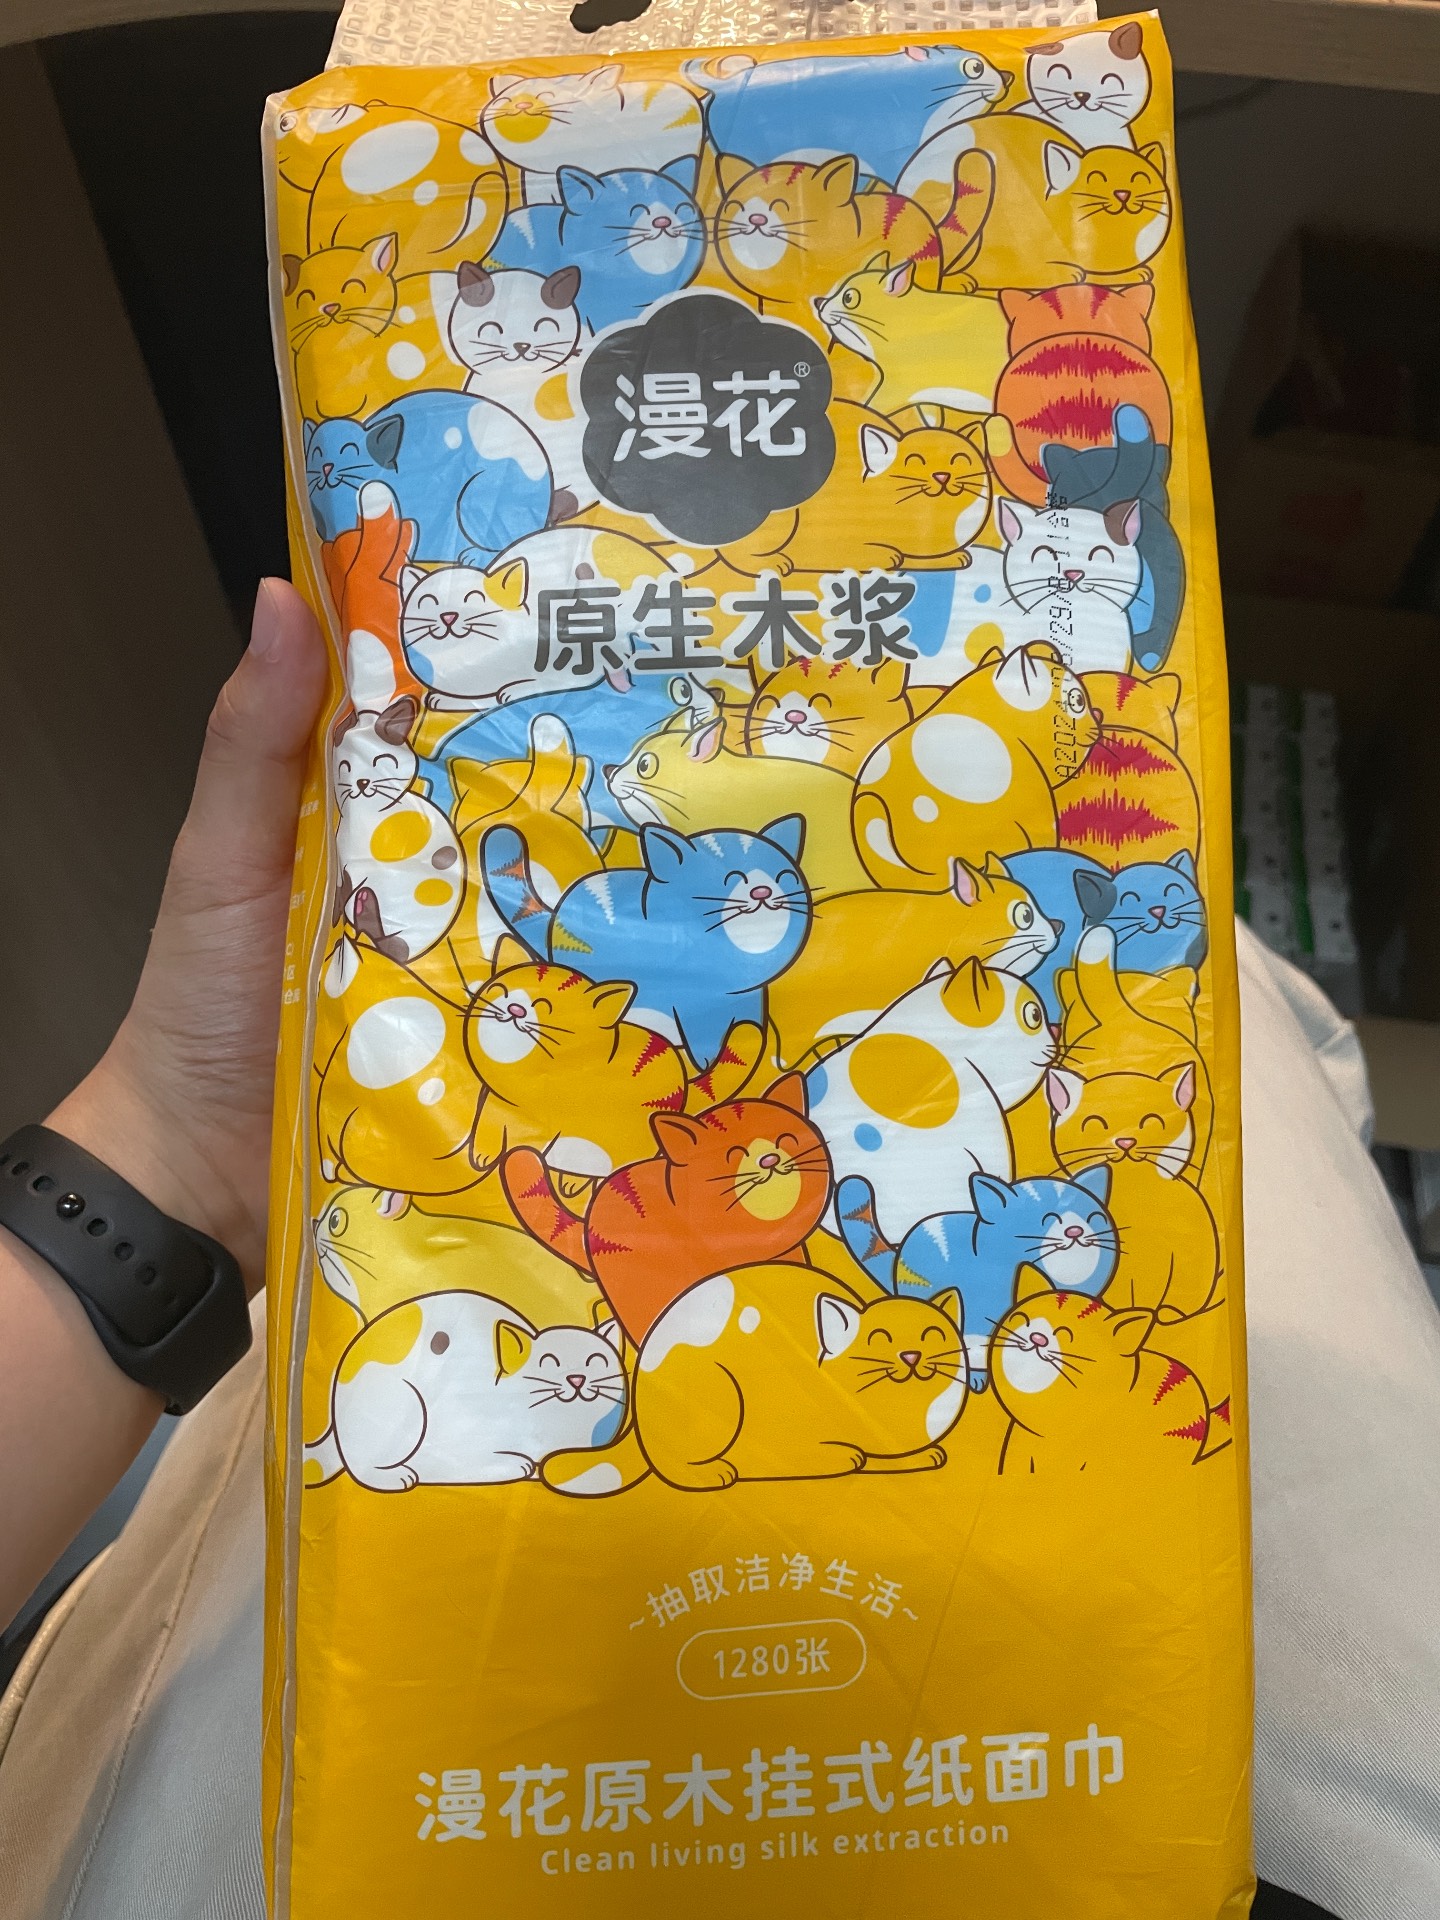 漫花®
原生木浆
~抽取洁净生活~
1280张
漫花原木挂式纸面巾
Clean living silk extraction